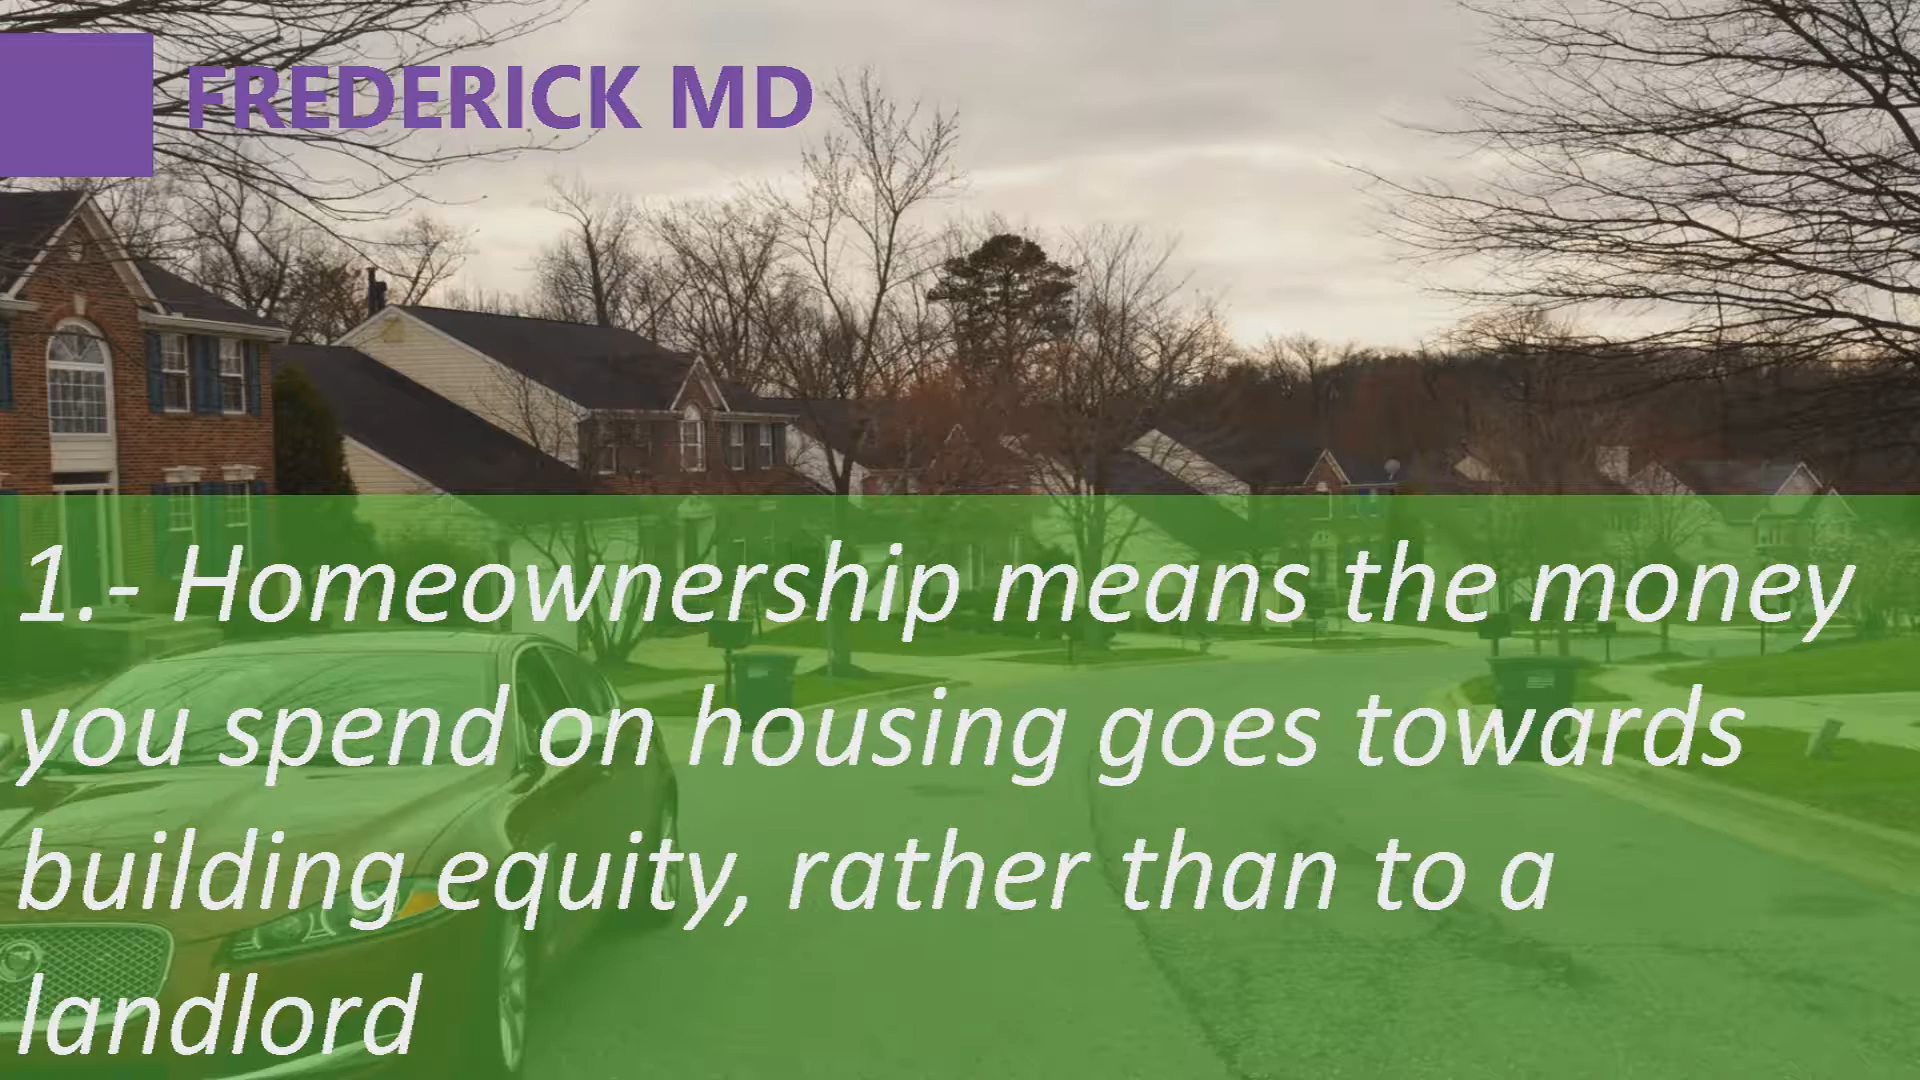 FREDERICK MD
1.- Homeownership means the money
you spend on housing goes towards
building equity, rather than to a
landlord